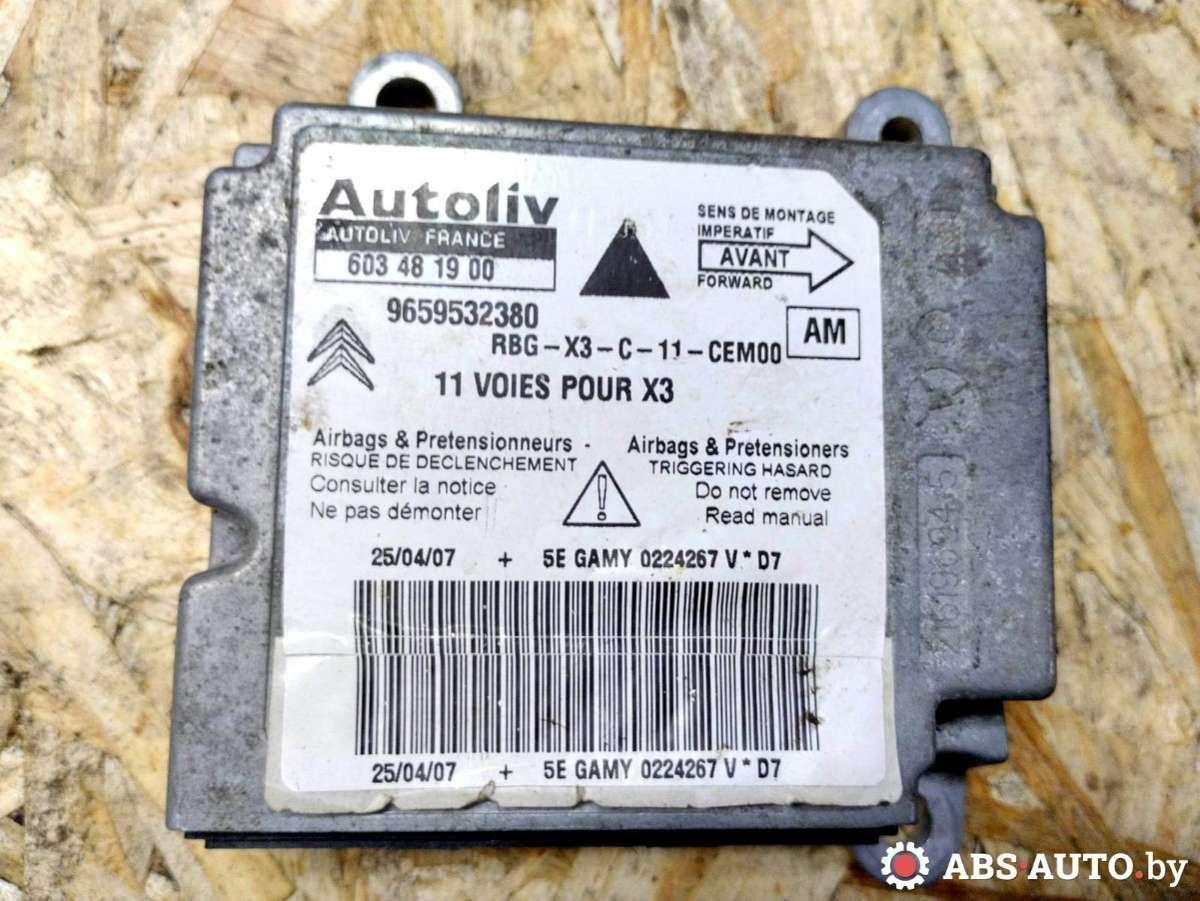 Autoliv
AUTOLIV FRANCE
603 48 19 00
9659532380
RBG-X3-C-11-CEM00
11 VOIES POUR X3
SENS DE MONTAGE
IMPERATIF
AVANT
FORWARD
AM
Airbags & Pretensionneurs -
RISQUE DE DECLENCHEMENT
Consulter la notice
Ne pas démonter
Airbags & Pretensioners
TRIGGERING HASARD
Do not remove
Read manual
!
25/04/07 + 5E GAMY 0224267 V * D7
25/04/07 + 5E GAMY 0224267 V * D7
ABS-AUTO.by